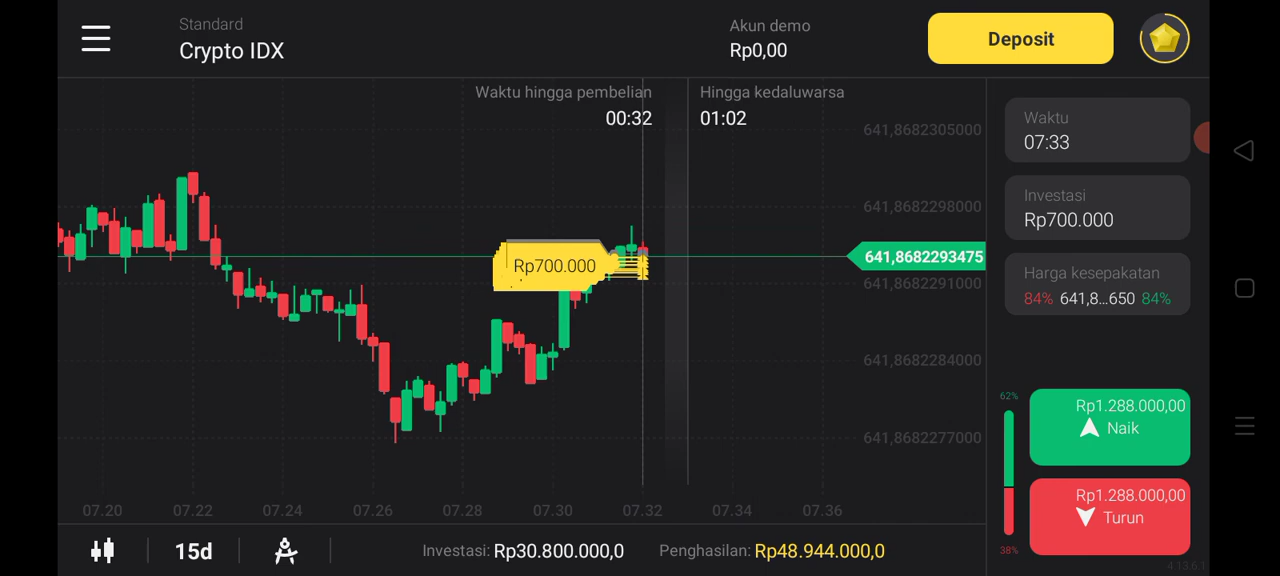 Standard
Crypto IDX
Akun demo
Rp0,00
Deposit
Waktu hingga pembelian
00:32
Hingga kedaluwarsa
01:02
641,8682305000
641,8682298000
641,8682293475
641,8682291000
641,8682284000
641,8682277000
Rp700.000
07.20 07.22 07.24 07.26 07.28 07.30 07.32 07.34 07.36
Waktu
07:33
Investasi
Rp700.000
Harga kesepakatan
84% 641,8...650 84%
62%
Rp1.288.000,00
Naik
Rp1.288.000,00
Turun
38%
15d
Investasi: Rp30.800.000,0
Penghasilan: Rp48.944.000,0
4.13.6.1